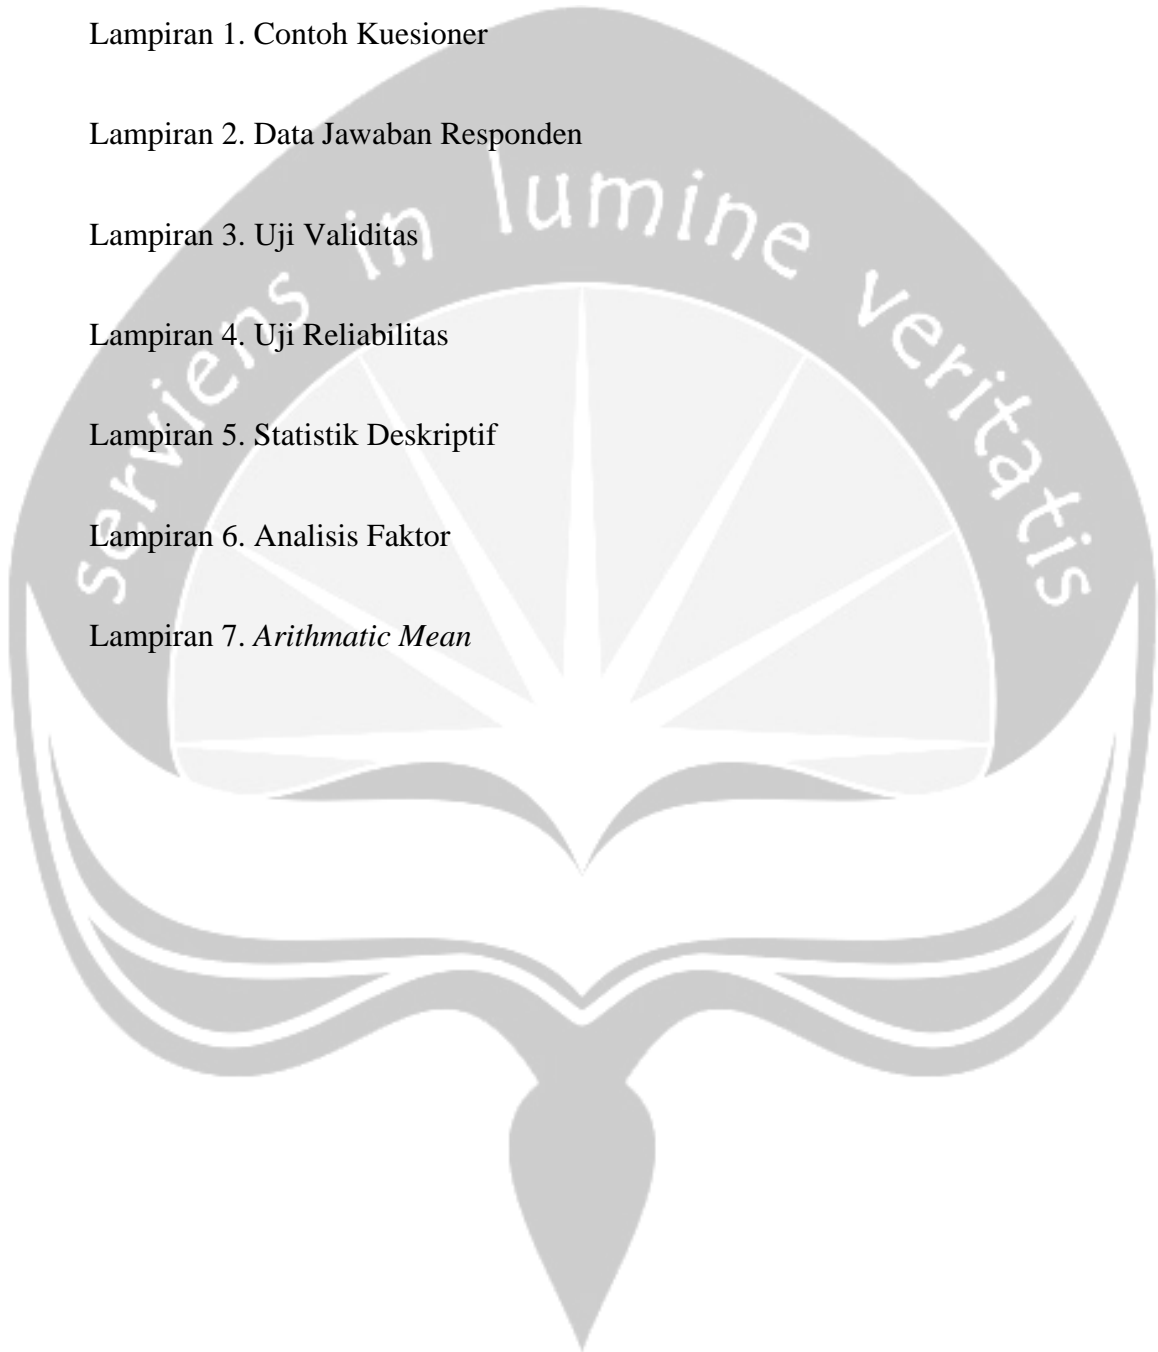 Lampiran 1. Contoh Kuesioner
Lampiran 2. Data Jawaban Responden
Lampiran 3. Uji Validitas
Lampiran 4. Uji Reliabilitas
Lampiran 5. Statistik Deskriptif
Lampiran 6. Analisis Faktor
Lampiran 7. Arithmatic Mean
serviens in lumine veritatis